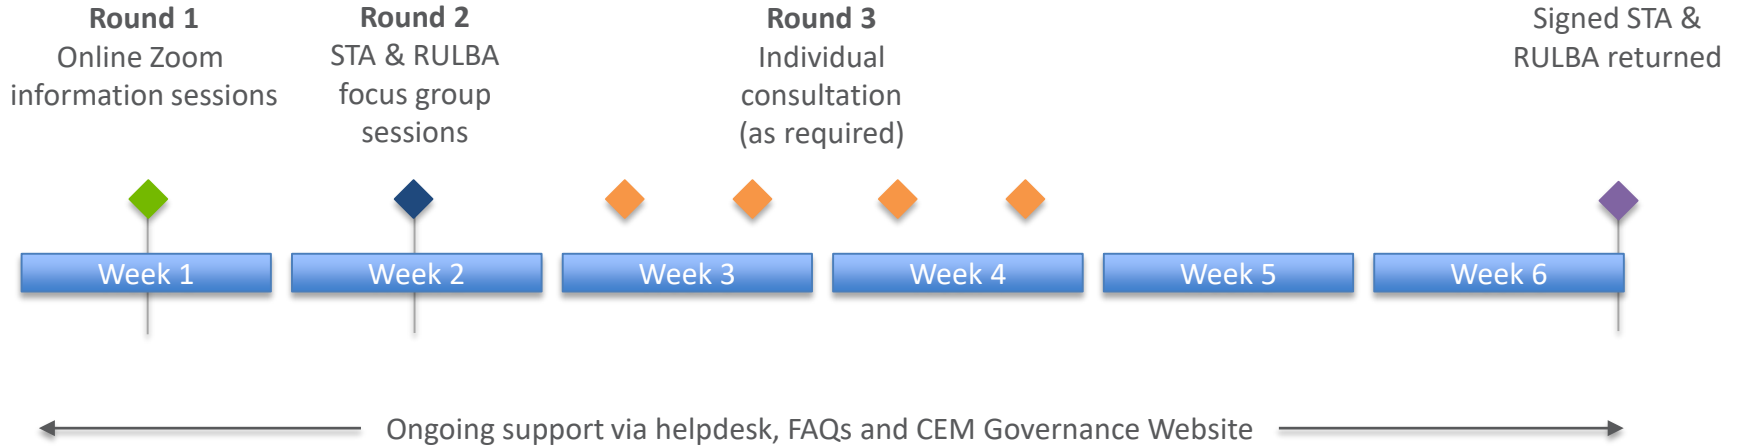 Round 1
Online Zoom
information sessions
Round 2
STA & RULBA
focus group
sessions
Round 3
Individual
consultation
(as required)
Signed STA &
RULBA returned
Week 1
Week 2
Week 3
Week 4
Week 5
Week 6
Ongoing support via helpdesk, FAQs and CEM Governance Website